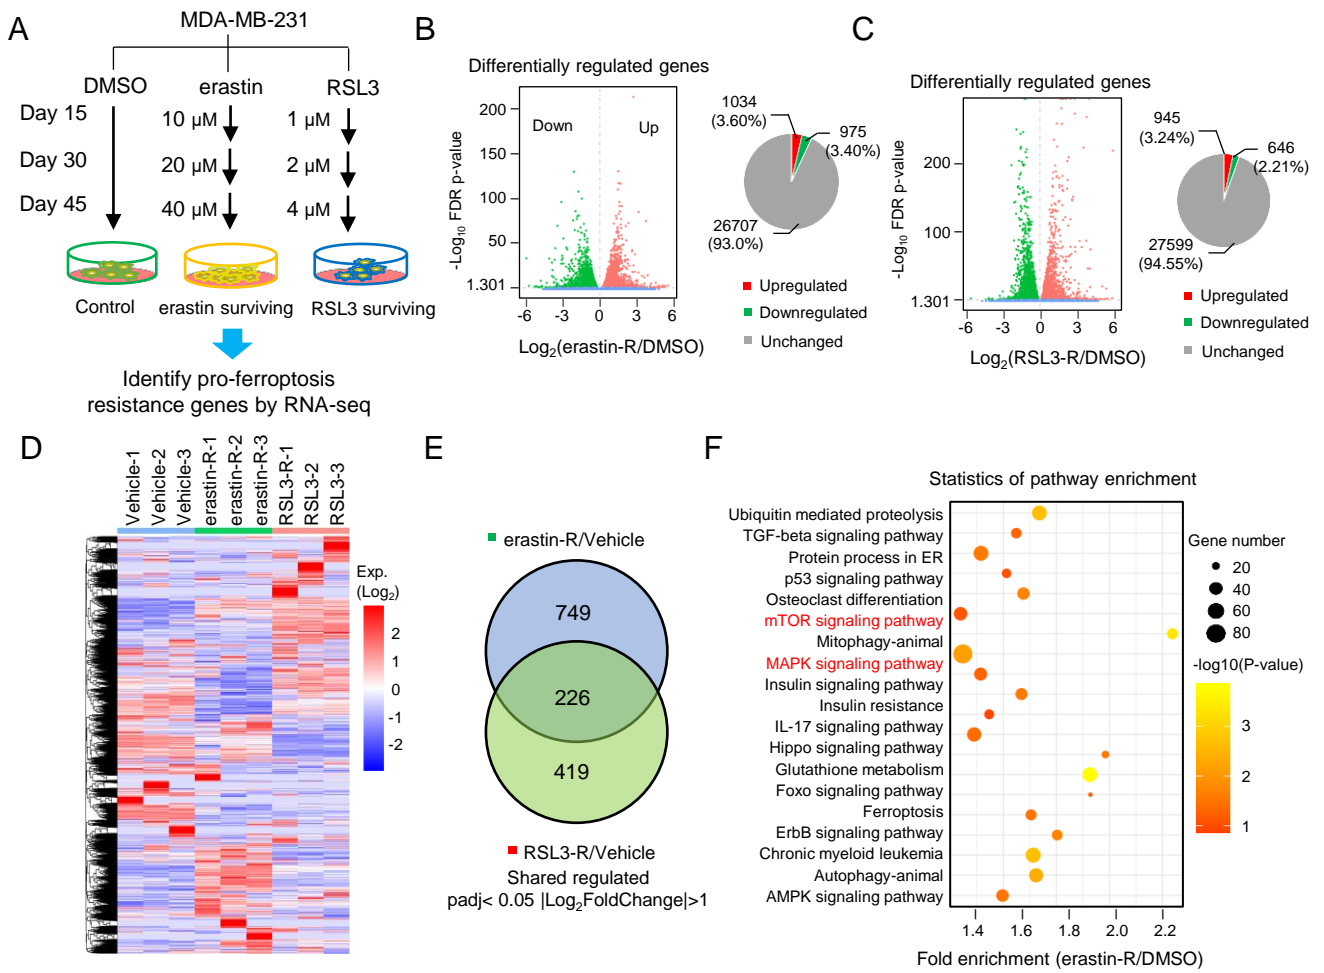 A
MDA-MB-231
DMSO
erastin
RSL3
Day 15
10 μM
1 μM
Day 30
20 μM
2 μM
Day 45
40 μM
4 μM
Control
erastin surviving
RSL3 surviving
Identify pro-ferroptosis
resistance genes by RNA-seq
B
Differentially regulated genes
-Log10 FDR p-value
200
150
100
50
1.301
Down
Up
-6
-3
0
3
6
Log2(erastin-R/DMSO)
1034
(3.60%)
975
(3.40%)
26707
(93.0%)
Upregulated
Downregulated
Unchanged
C
Differentially regulated genes
-Log10 FDR p-value
200
100
1.301
-6
-3
0
3
6
Log2(RSL3-R/DMSO)
945
(3.24%)
646
(2.21%)
27599
(94.55%)
Upregulated
Downregulated
Unchanged
D
Vehicle-1
Vehicle-2
Vehicle-3
erastin-R-1
erastin-R-2
erastin-R-3
RSL3-R-1
RSL3-2
RSL3-3
Exp.
(Log2)
2
1
0
-1
-2
E
erastin-R/Vehicle
749
226
419
RSL3-R/Vehicle
Shared regulated
padj< 0.05 |Log2FoldChange|>1
F
Statistics of pathway enrichment
Ubiquitin mediated proteolysis
TGF-beta signaling pathway
Protein process in ER
p53 signaling pathway
Osteoclast differentiation
mTOR signaling pathway
Mitophagy-animal
MAPK signaling pathway
Insulin signaling pathway
Insulin resistance
IL-17 signaling pathway
Hippo signaling pathway
Glutathione metabolism
Foxo signaling pathway
Ferroptosis
ErbB signaling pathway
Chronic myeloid leukemia
Autophagy-animal
AMPK signaling pathway
1.4
1.6
1.8
2.0
2.2
Fold enrichment (erastin-R/DMSO)
Gene number
20
40
60
80
-log10(P-value)
3
2
1